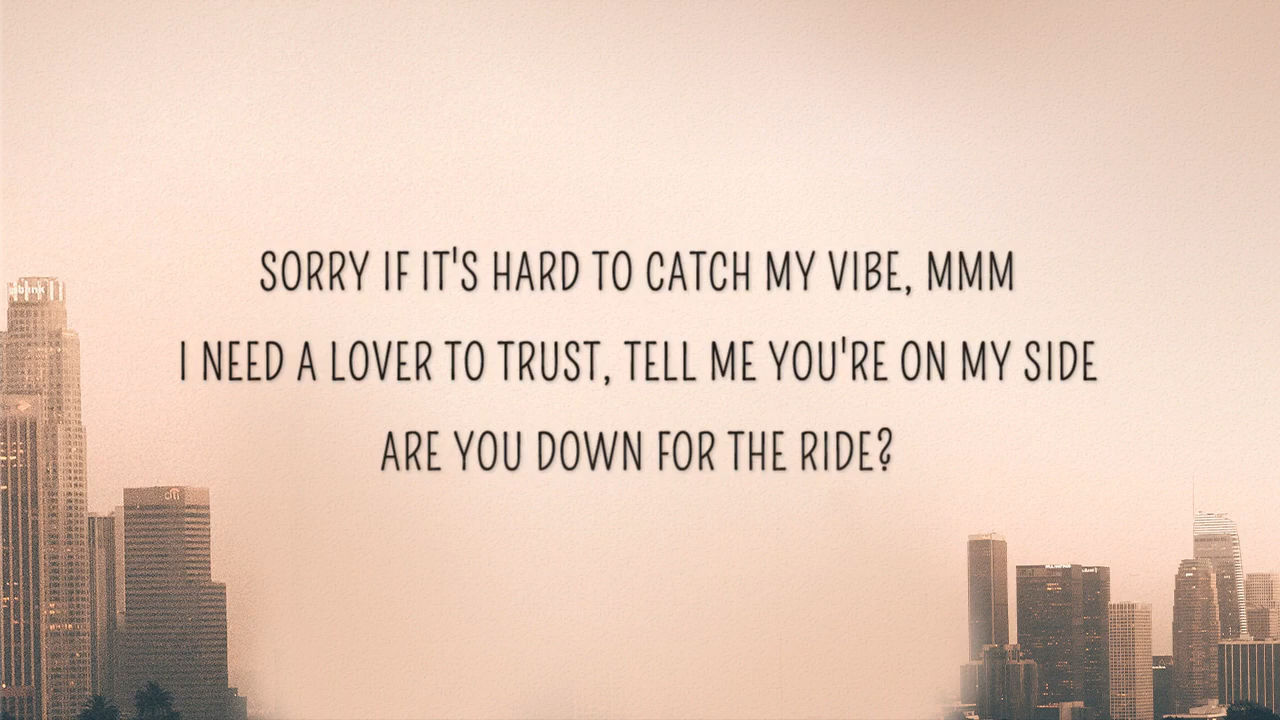 SORRY IF IT'S HARD TO CATCH MY VIBE, MMM
I NEED A LOVER TO TRUST, TELL ME YOU'RE ON MY SIDE
ARE YOU DOWN FOR THE RIDE?
citi